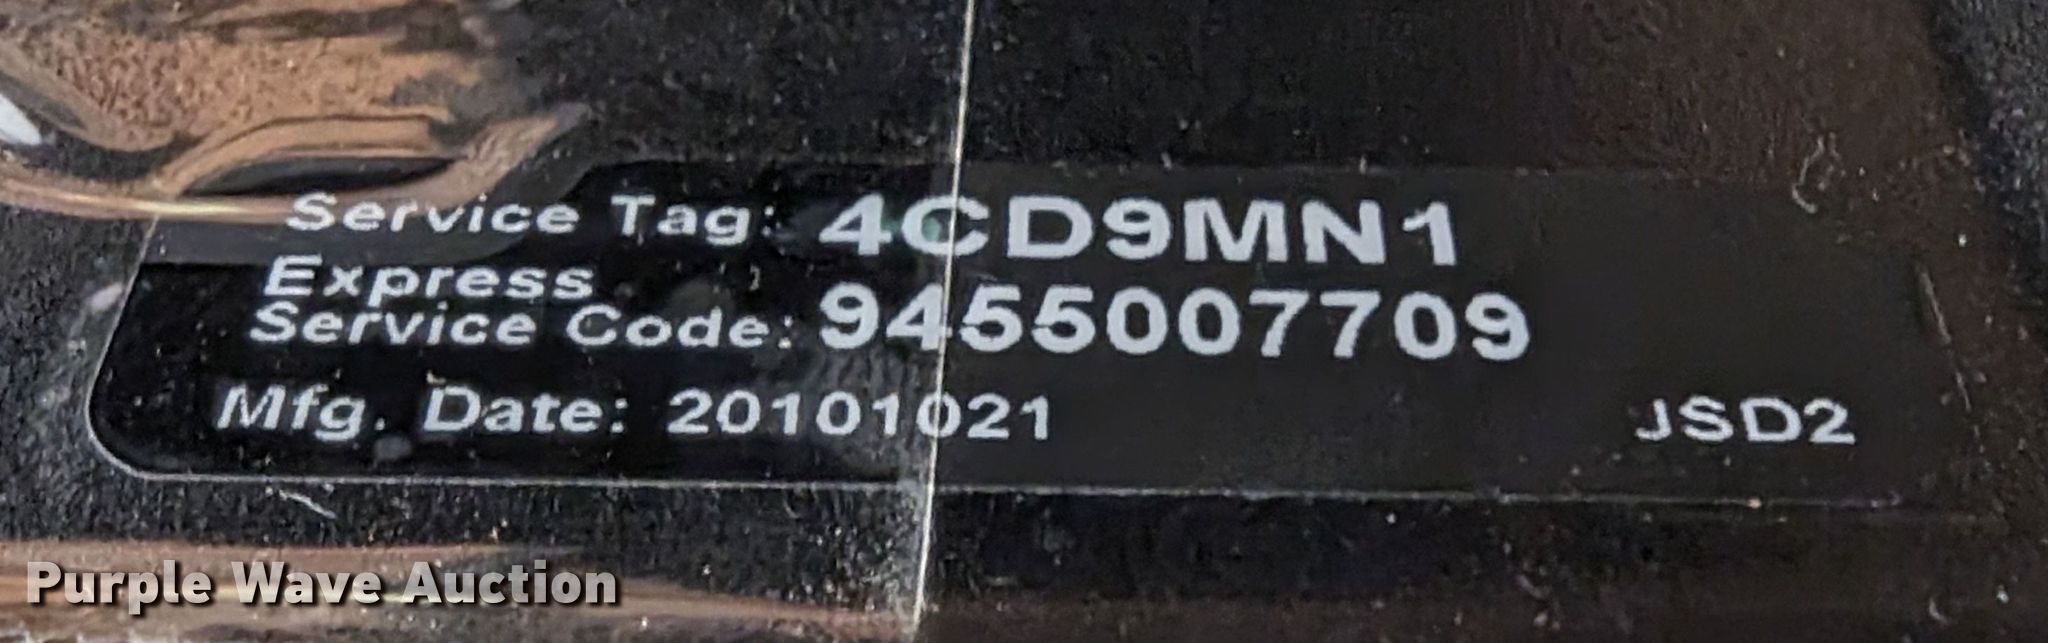 Service Tag: 4CD9MN1
Express
Service Code: 9455007709
Mfg. Date: 20101021 JSD2
Purple Wave Auction